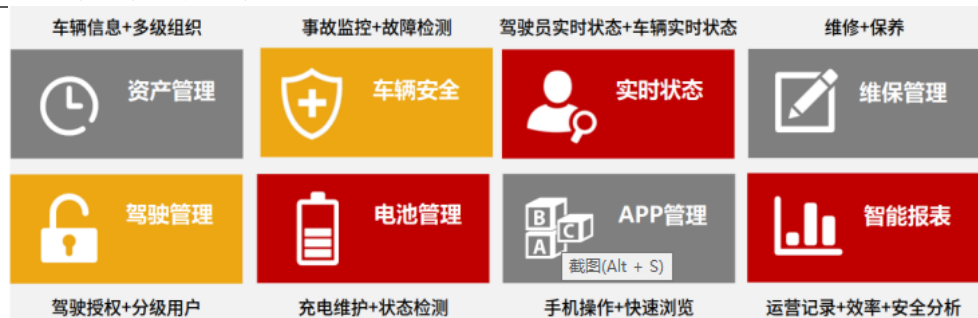 车辆信息+多级组织
事故监控+故障检测
驾驶员实时状态+车辆实时状态
维修+保养
资产管理
车辆安全
实时状态
维保管理
驾驶管理
电池管理
B
C
A
APP管理
智能报表
截图(Alt + S)
驾驶授权+分级用户
充电维护+状态检测
手机操作+快速浏览
运营记录+效率+安全分析